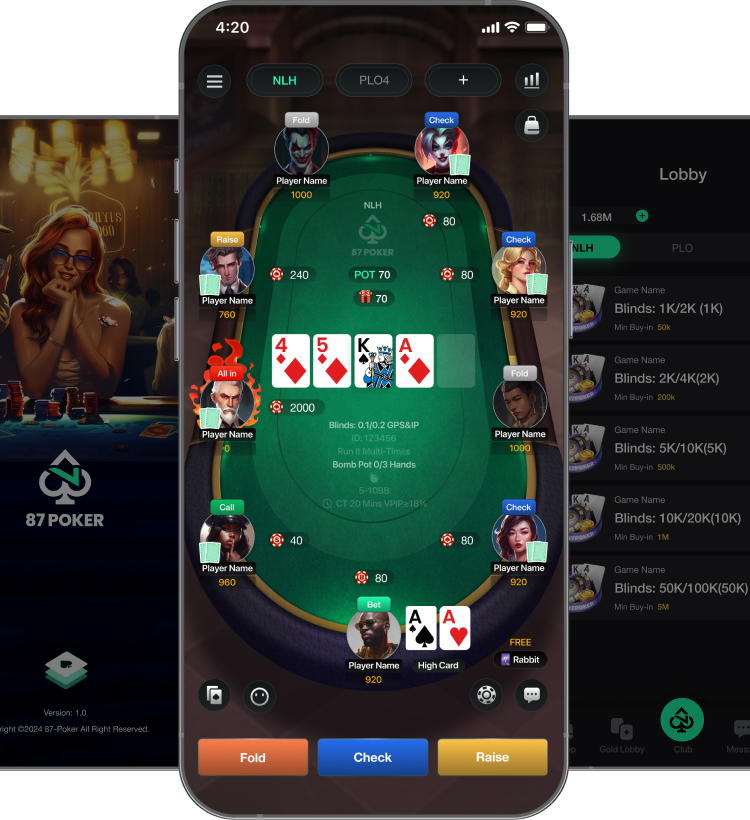 4:20
NLH
PLO4
+
Fold
Player Name
1000
Check
Player Name
920
NLH
87 POKER
80
Raise
Player Name
760
240
POT 70
70
80
Check
Player Name
920
4
5
K
A
All in
Player Name
0
2000
Fold
Player Name
1000
Blinds: 0.1/0.2 GPS&IP
ID: 123456
Run It Multi-Times
Bomb Pot 0/3 Hands
5-10BB
CT 20 Mins VPIP≥18%
Call
Player Name
960
40
80
Check
Player Name
920
80
Bet
Player Name
920
A
A
High Card
FREE
Rabbit
Fold
Check
Raise
87 POKER
Version: 1.0
right ©2024 87-Poker All Right Reserved.
Lobby
1.68M
NLH
PLO
Game Name
Blinds: 1K/2K (1K)
Min Buy-in 50k
Game Name
Blinds: 2K/4K(2K)
Min Buy-in 200k
Game Name
Blinds: 5K/10K(5K)
Min Buy-in 500k
Game Name
Blinds: 10K/20K(10K)
Min Buy-in 1M
Game Name
Blinds: 50K/100K(50K)
Min Buy-in 5M
Gold Lobby
Club
Messa